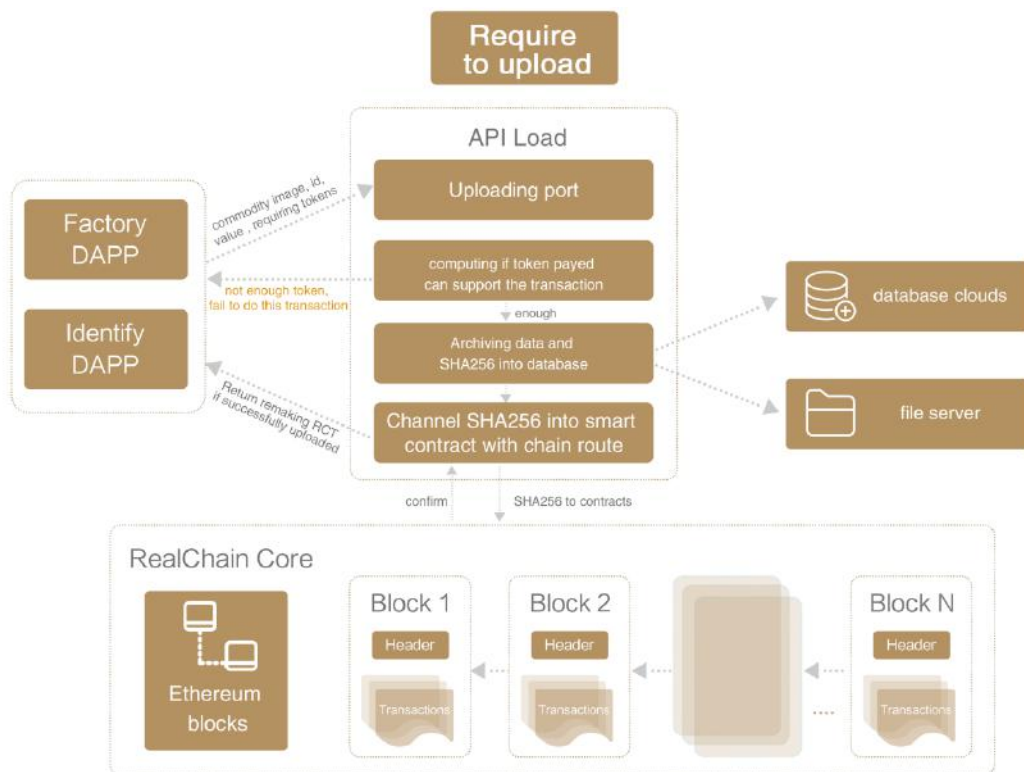 Require
to upload
API Load
Uploading port
commodity image, id,
value , requiring tokens
Factory
DAPP
computing if token payed
can support the transaction
not enough token,
fail to do this transaction
enough
database clouds
Identify
DAPP
Archiving data and
SHA256 into database
Return remaking RCT
if successfully uploaded
Channel SHA256 into smart
contract with chain route
file server
confirm
SHA256 to contracts
RealChain Core
Ethereum
blocks
Block 1
Header
Transactions
Block 2
Header
Transactions
....
Block N
Header
Transactions